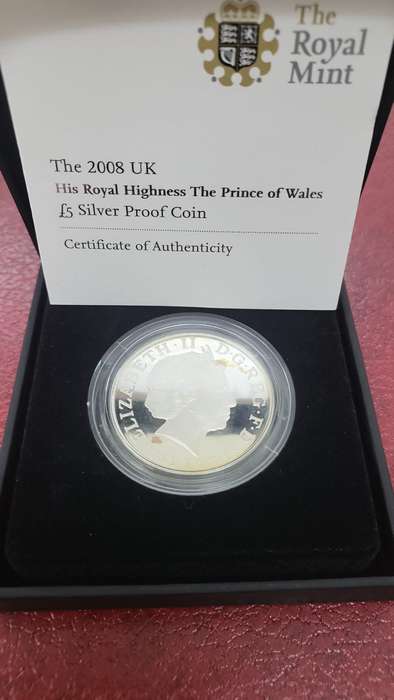 The
Royal
Mint
The 2008 UK
His Royal Highness The Prince of Wales
£5 Silver Proof Coin
Certificate of Authenticity
ELIZABETH·II·D·G·REG·F·D